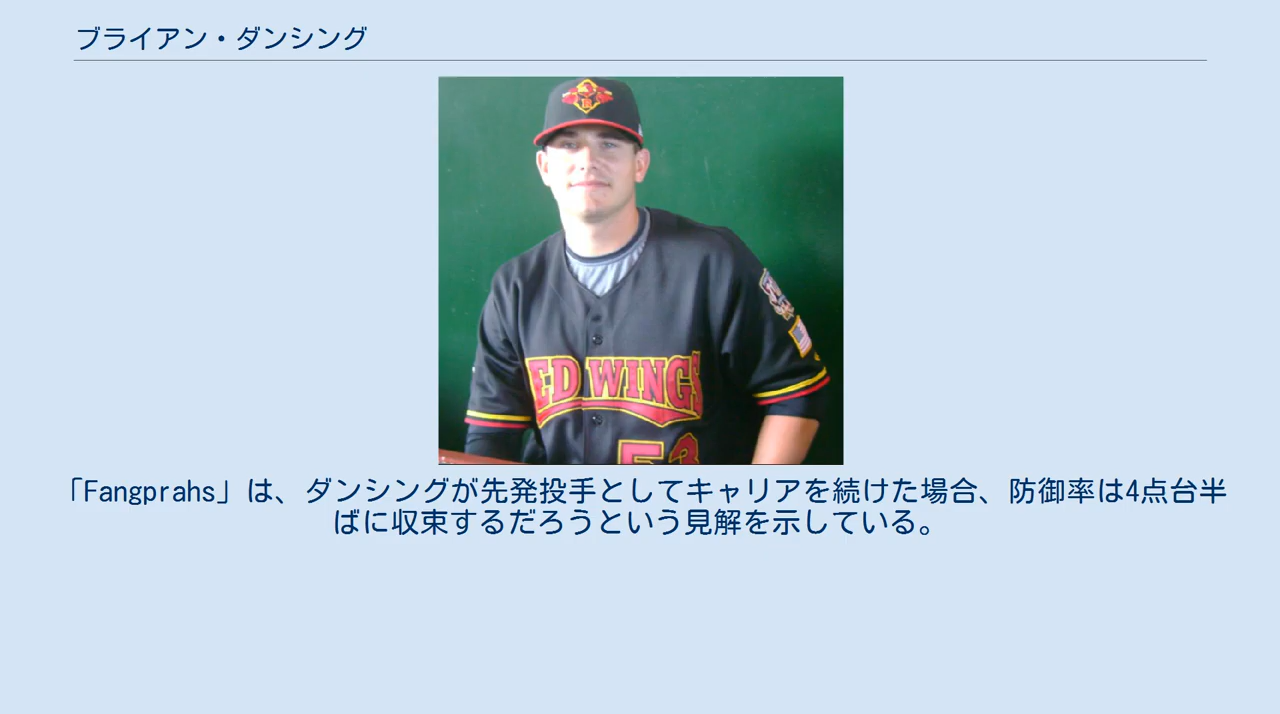 ブライアン・ダンシング
ED WINGS
53
「Fangprahs」は、ダンシングが先発投手としてキャリアを続けた場合、防御率は4点台半
ばに収束するだろうという見解を示している。